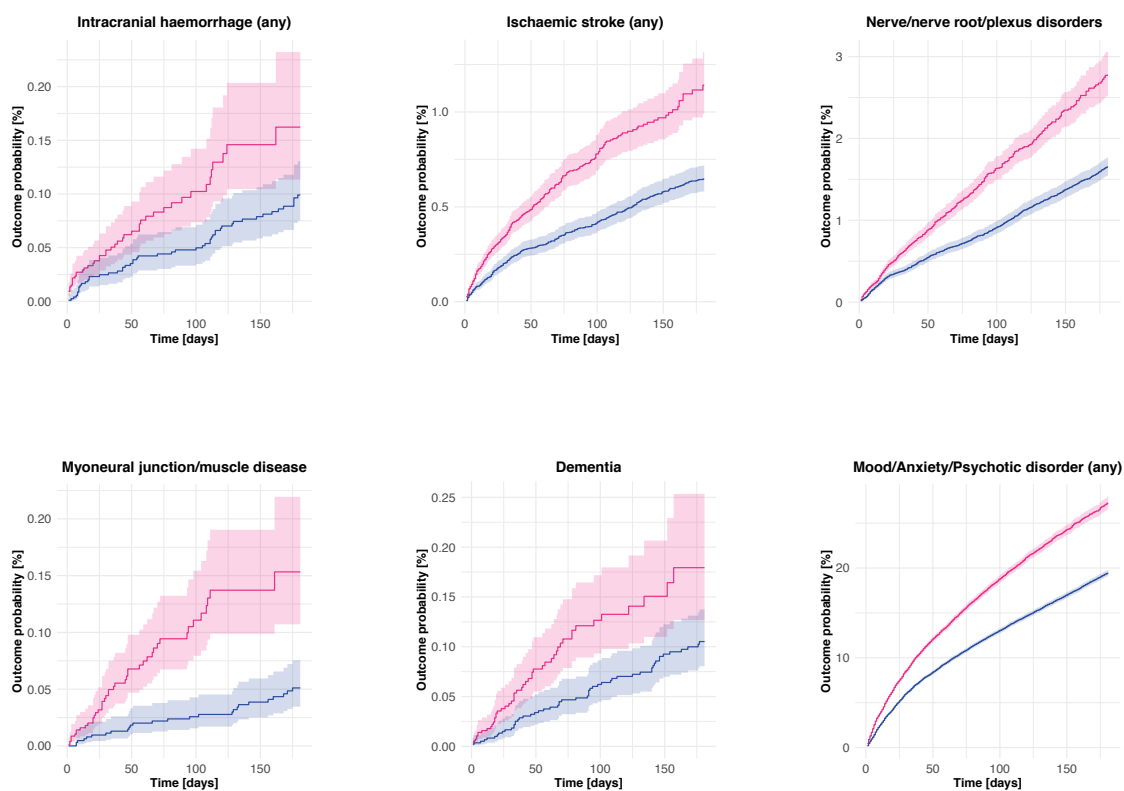 Intracranial haemorrhage (any)
Outcome probability [%]
0.20
0.15
0.10
0.05
0.00
0 50 100 150
Time [days]
Ischaemic stroke (any)
Outcome probability [%]
1.0
0.5
0.0
0 50 100 150
Time [days]
Nerve/nerve root/plexus disorders
Outcome probability [%]
3
2
1
0
0 50 100 150
Time [days]
Myoneural junction/muscle disease
Outcome probability [%]
0.20
0.15
0.10
0.05
0.00
0 50 100 150
Time [days]
Dementia
Outcome probability [%]
0.25
0.20
0.15
0.10
0.05
0.00
0 50 100 150
Time [days]
Mood/Anxiety/Psychotic disorder (any)
Outcome probability [%]
20
10
0
0 50 100 150
Time [days]